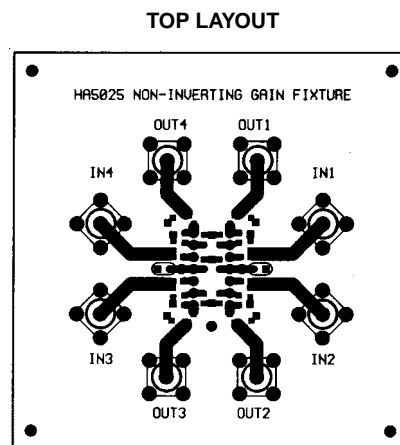 TOP LAYOUT
HA5025 NON-INVERTING GAIN FIXTURE
OUT4 OUT1
IN4 IN1
IN3 IN2
OUT3 OUT2